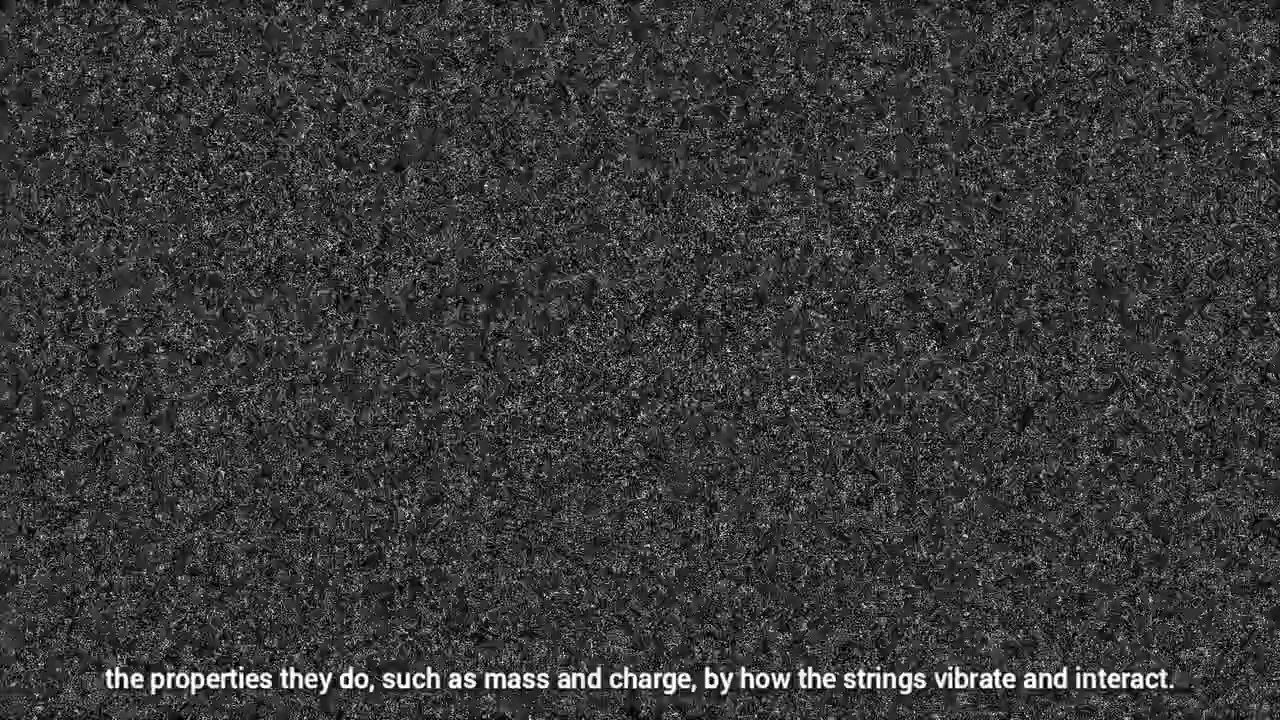 the properties they do, such as mass and charge, by how the strings vibrate and interact.